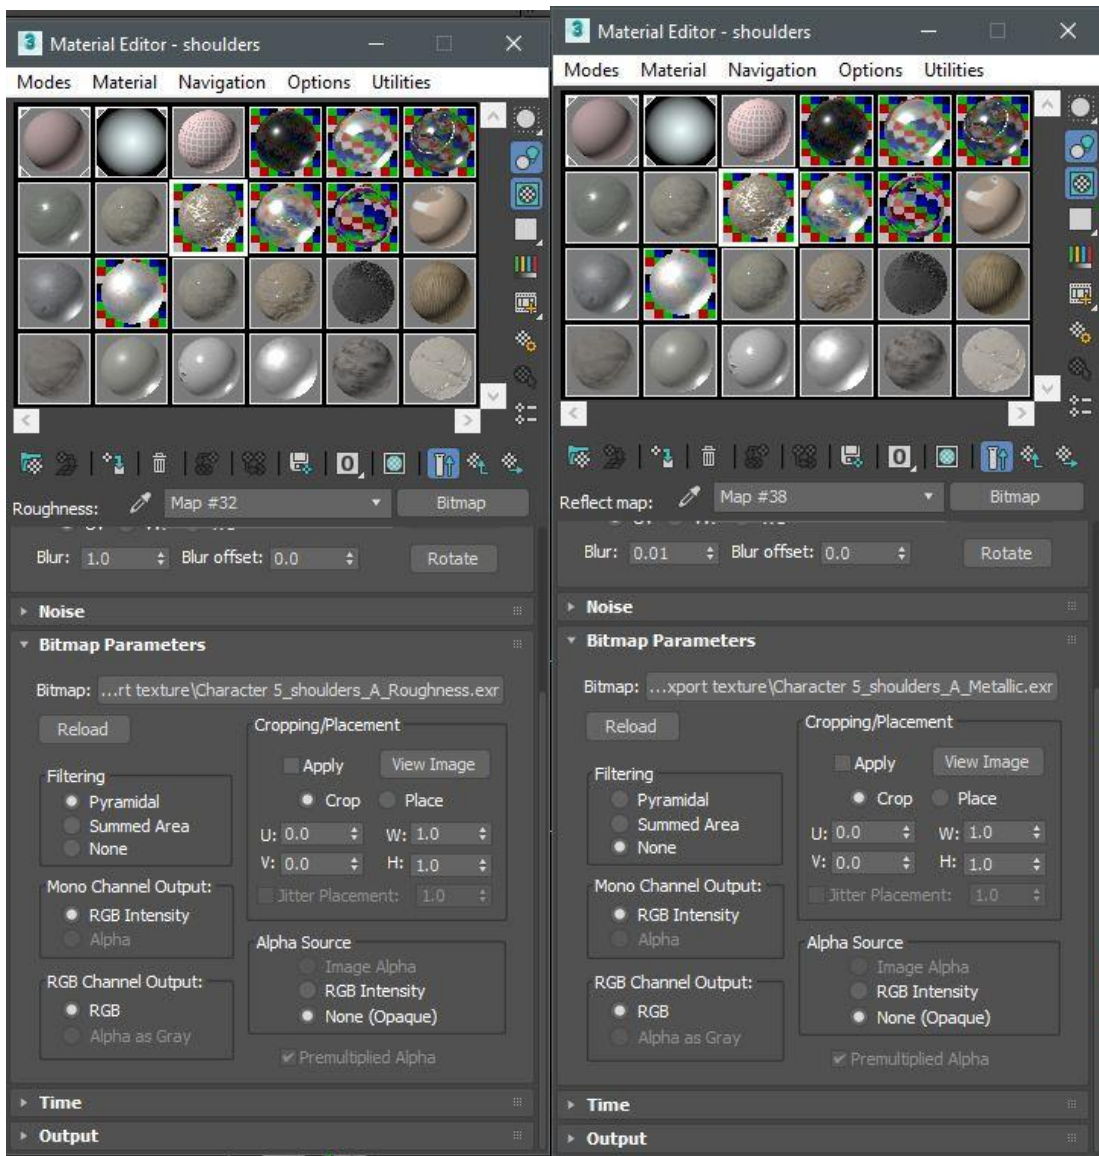 Material Editor - shoulders
Modes Material Navigation Options Utilities
Roughness: Map #32 Bitmap
Blur: 1.0 Blur offset: 0.0 Rotate
Noise
Bitmap Parameters
Bitmap: ...rt texture\Character 5_shoulders_A_Roughness.exr
Reload
Cropping/Placement
Apply View Image
Filtering
Pyramidal
Crop Place
Summed Area
U: 0.0 W: 1.0
None
V: 0.0 H: 1.0
Mono Channel Output:
Jitter Placement: 1.0
RGB Intensity
Alpha
Alpha Source
Image Alpha
RGB Channel Output:
RGB Intensity
RGB
None (Opaque)
Alpha as Gray
Premultiplied Alpha
Time
Output
Material Editor - shoulders
Modes Material Navigation Options Utilities
Reflect map: Map #38 Bitmap
Blur: 0.01 Blur offset: 0.0 Rotate
Noise
Bitmap Parameters
Bitmap: ...xport texture\Character 5_shoulders_A_Metallic.exr
Reload
Cropping/Placement
Apply View Image
Filtering
Pyramidal
Crop Place
Summed Area
U: 0.0 W: 1.0
None
V: 0.0 H: 1.0
Mono Channel Output:
Jitter Placement: 1.0
RGB Intensity
Alpha
Alpha Source
Image Alpha
RGB Channel Output:
RGB Intensity
RGB
None (Opaque)
Alpha as Gray
Premultiplied Alpha
Time
Output